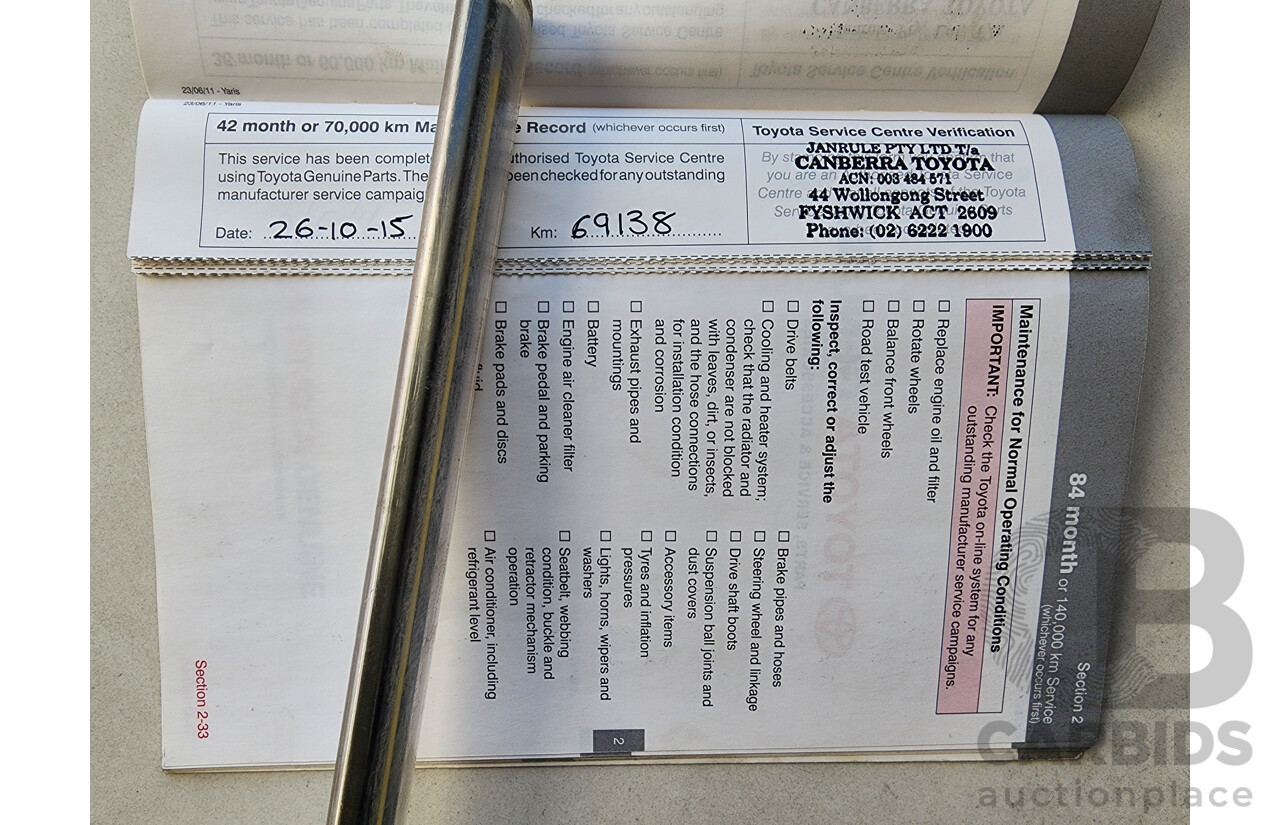 23/06/11 - Yaris
42 month or 70,000 km Ma e Record (whichever occurs first)
This service has been complet uthorised Toyota Service Centre
using Toyota Genuine Parts. The been checked for any outstanding
manufacturer service campaig
Date: 26-10-15 Km: 69138
Toyota Service Centre Verification
JANRULE PTY LTD T/a
CANBERRA TOYOTA
ACN: 003 484 571
44 Wollongong Street
FYSHWICK ACT 2609
Phone: (02) 6222 1900
Section 2
84 month or 140,000 km Service
(whichever occurs first)
Maintenance for Normal Operating Conditions
IMPORTANT: Check the Toyota on-line system for any
outstanding manufacturer service campaigns.
☐ Replace engine oil and filter
☐ Rotate wheels
☐ Balance front wheels
☐ Road test vehicle
Inspect, correct or adjust the
following:
☐ Drive belts
☐ Cooling and heater system;
check that the radiator and
condenser are not blocked
with leaves, dirt, or insects,
and the hose connections
for installation condition
and corrosion
☐ Exhaust pipes and
mountings
☐ Battery
☐ Engine air cleaner filter
☐ Brake pedal and parking
brake
☐ Brake pads and discs
☐ Brake pipes and hoses
☐ Steering wheel and linkage
☐ Drive shaft boots
☐ Suspension ball joints and
dust covers
☐ Accessory items
☐ Tyres and inflation
pressures
☐ Lights, horns, wipers and
washers
☐ Seatbelt, webbing
condition, buckle and
retractor mechanism
operation
☐ Air conditioner, including
refrigerant level
2
Section 2-33
CARBIDS
auctionplace